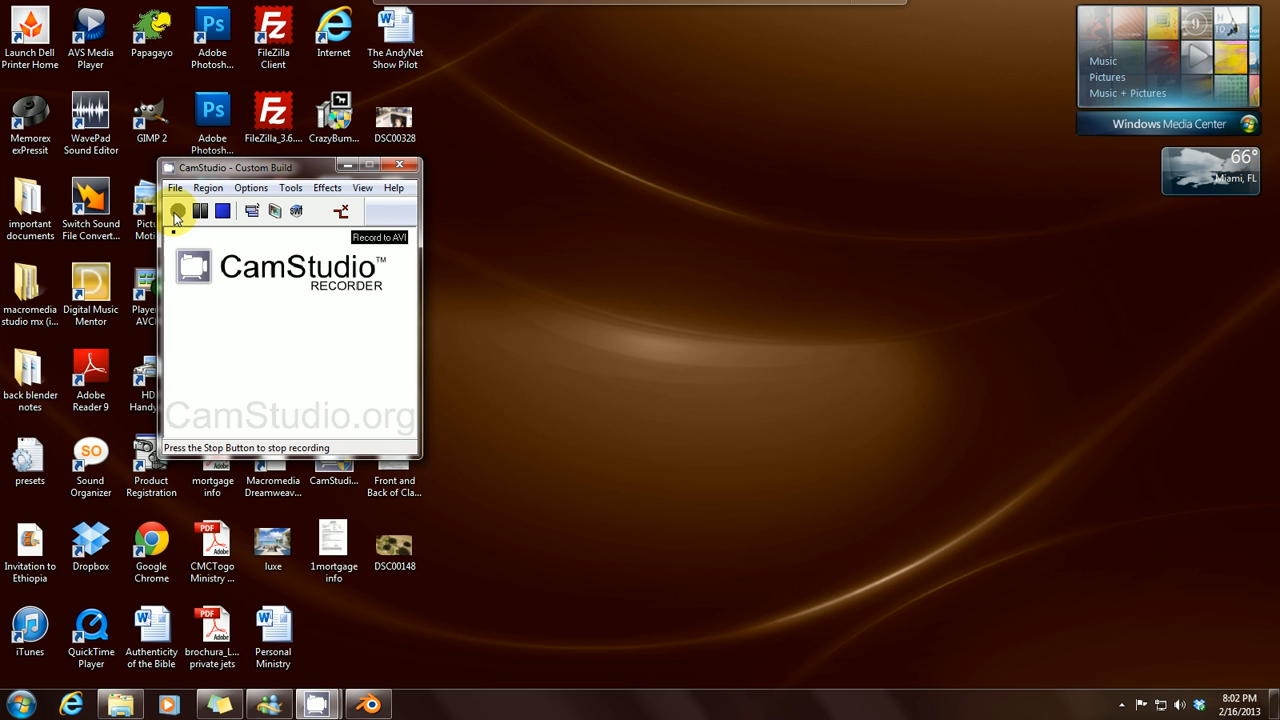 Launch Dell
Printer Home
AVS Media
Player
Papagayo
Adobe
Photosh...
FileZilla
Client
Internet
The AndyNet
Show Pilot
Memorex
exPressit
WavePad
Sound Editor
GIMP 2
Adobe
Photosh...
FileZilla_3.6....
CrazyBum...
DSC00328
important
documents
Switch Sound
File Convert...
Pictu
Moti
macromedia
studio mx (i...
Digital Music
Mentor
Player
AVCH
back blender
notes
Adobe
Reader 9
HD
Handy
presets
Sound
Organizer
Product
Registration
mortgage
info
Macromedia
Dreamweav...
CamStudi...
Front and
Back of Cla...
Invitation to
Ethiopia
Dropbox
Google
Chrome
CMCTogo
Ministry ...
luxe
1mortgage
info
DSC00148
iTunes
QuickTime
Player
Authenticity
of the Bible
brochura_L...
private jets
Personal
Ministry
CamStudio - Custom Build
File Region Options Tools Effects View Help
Record to AVI
CamStudio™
RECORDER
CamStudio.org
Press the Stop Button to stop recording
Music
Pictures
Music + Pictures
Windows Media Center
66°
Miami, FL
8:02 PM
2/16/2013